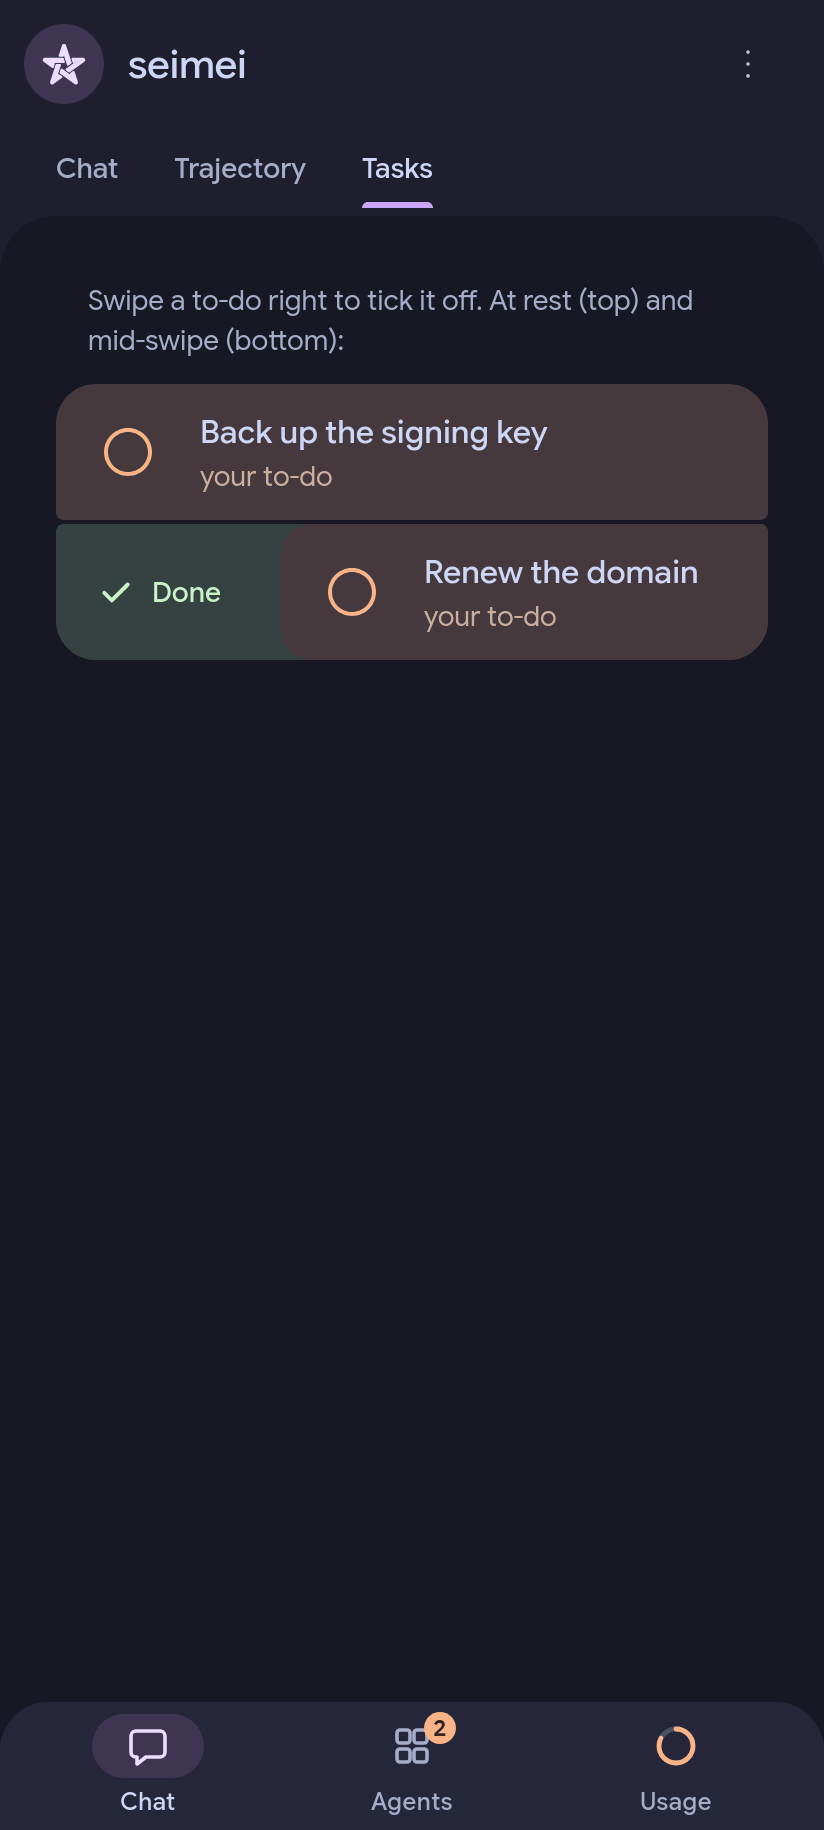 seimei
Chat
Trajectory
Tasks
Swipe a to-do right to tick it off. At rest (top) and
mid-swipe (bottom):
Back up the signing key
your to-do
Done
Renew the domain
your to-do
2
Chat
Agents
Usage